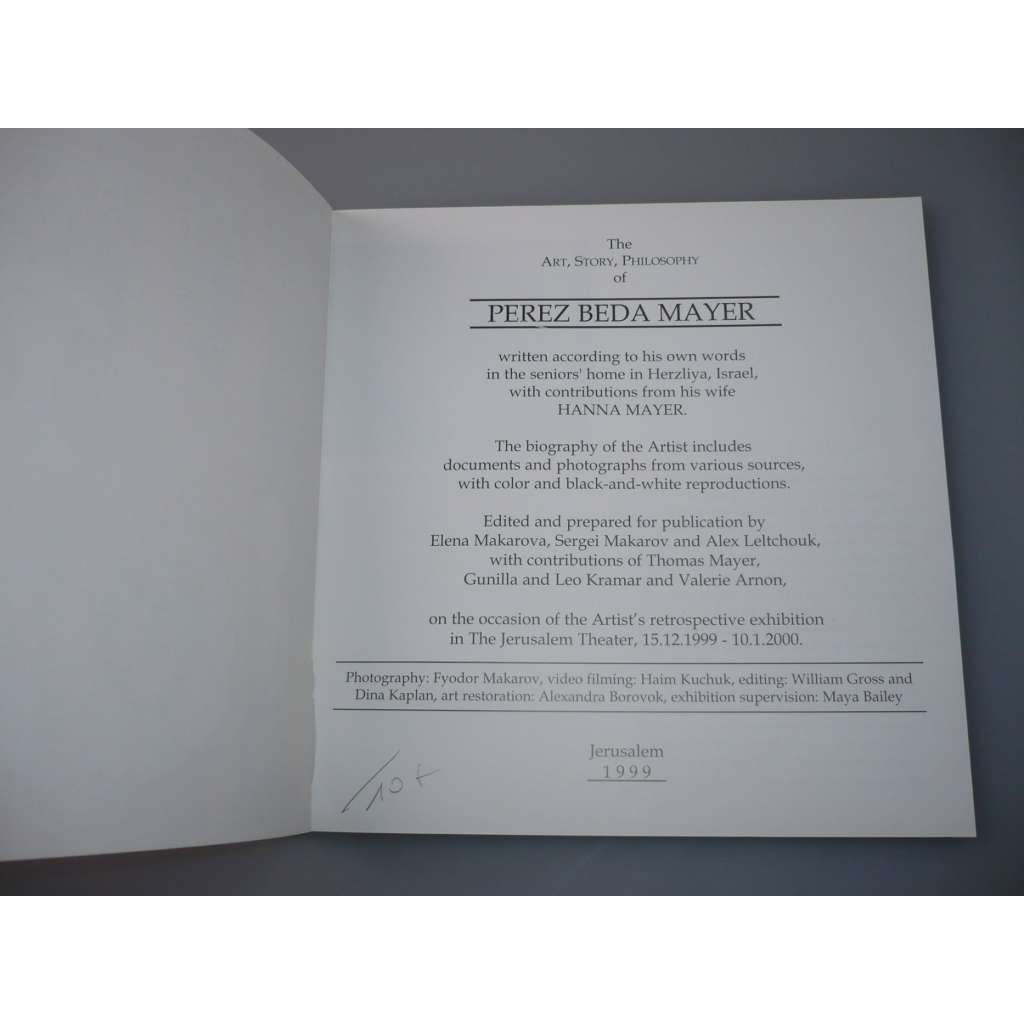 The
ART, STORY, PHILOSOPHY
of
PEREZ BEDA MAYER
written according to his own words
in the seniors' home in Herzliya, Israel,
with contributions from his wife
HANNA MAYER.
The biography of the Artist includes
documents and photographs from various sources,
with color and black-and-white reproductions.
Edited and prepared for publication by
Elena Makarova, Sergei Makarov and Alex Leltchouk,
with contributions of Thomas Mayer,
Gunilla and Leo Kramar and Valerie Arnon,
on the occasion of the Artist's retrospective exhibition
in The Jerusalem Theater, 15.12.1999 - 10.1.2000.
Photography: Fyodor Makarov, video filming: Haim Kuchuk, editing: William Gross and
Dina Kaplan, art restoration: Alexandra Borovok, exhibition supervision: Maya Bailey
Jerusalem
1999